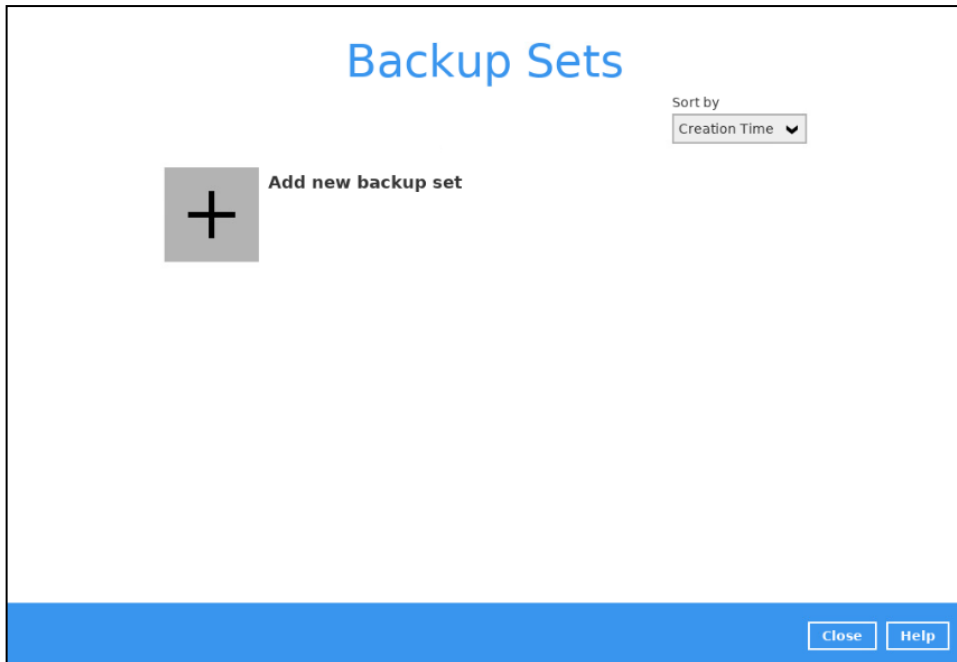 Backup Sets
Sort by
Creation Time
Add new backup set
Close
Help